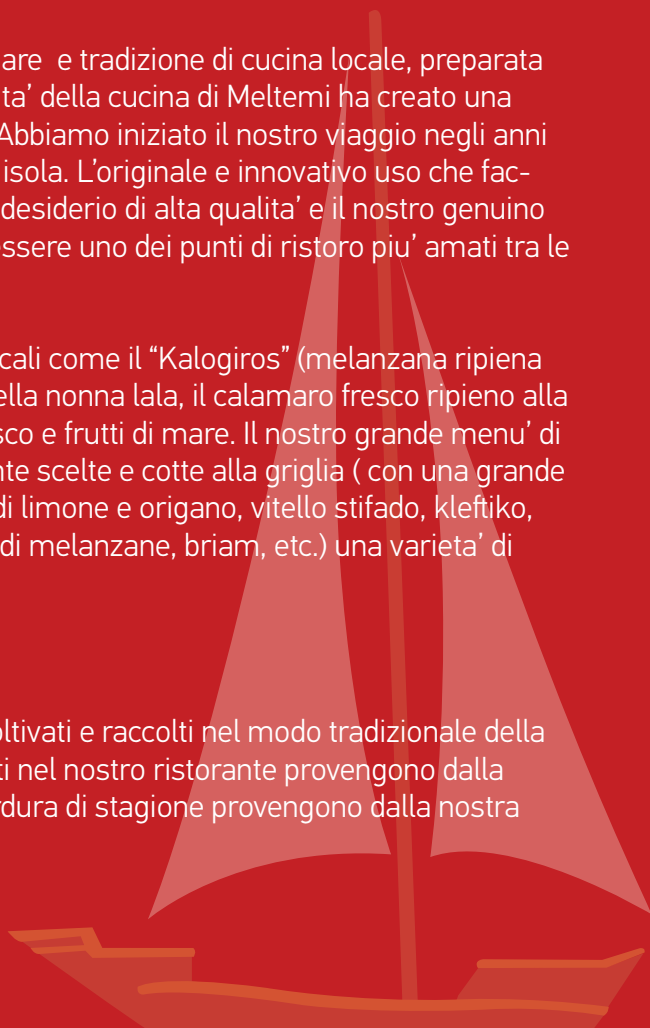 are e tradizione di cucina locale, preparata
ta’ della cucina di Meltemi ha creato una
Abbiamo iniziato il nostro viaggio negli anni
isola. L’originale e innovativo uso che fac-
desiderio di alta qualita’ e il nostro genuino
essere uno dei punti di ristoro piu’ amati tra le
cali come il “Kalogiros” (melanzana ripiena
ella nonna lala, il calamaro fresco ripieno alla
sco e frutti di mare. Il nostro grande menu’ di
nte scelte e cotte alla griglia ( con una grande
di limone e origano, vitello stifado, kleftiko,
di melanzane, briam, etc.) una varieta’ di
oltivati e raccolti nel modo tradizionale della
ti nel nostro ristorante provengono dalla
rdura di stagione provengono dalla nostra